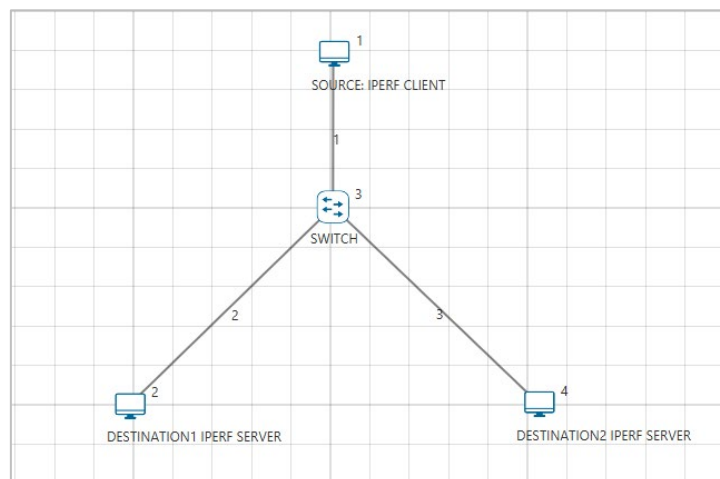 1
SOURCE: IPERF CLIENT
1
3
SWITCH
2
3
2
4
DESTINATION1 IPERF SERVER
DESTINATION2 IPERF SERVER